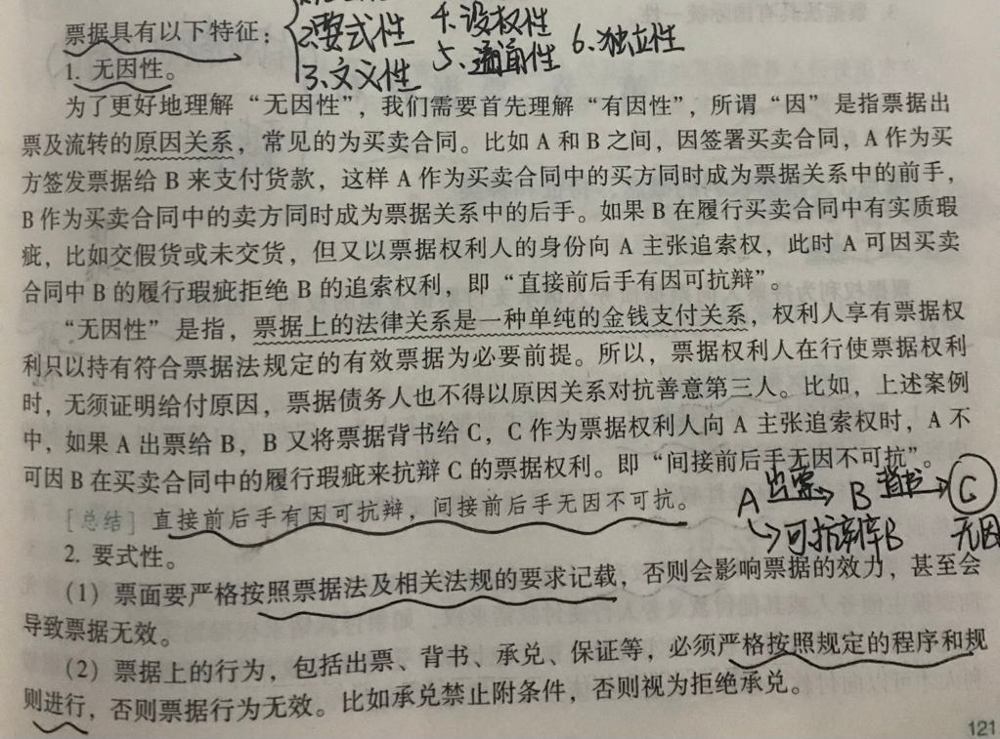 票据具有以下特征：
2.要式性 4.设权性
3.文义性 5.流通性 6.独立性
1. 无因性。
为了更好地理解“无因性”，我们需要首先理解“有因性”，所谓“因”是指票据出
票及流转的原因关系，常见的为买卖合同。比如 A 和 B 之间，因签署买卖合同，A 作为买
方签发票据给 B 来支付货款，这样 A 作为买卖合同中的买方同时成为票据关系中的前手，
B 作为买卖合同中的卖方同时成为票据关系中的后手。如果 B 在履行买卖合同中有实质瑕
疵，比如交假货或未交货，但又以票据权利人的身份向 A 主张追索权，此时 A 可因买卖
合同中 B 的履行瑕疵拒绝 B 的追索权利，即“直接前后手有因可抗辩”。
“无因性”是指，票据上的法律关系是一种单纯的金钱支付关系，权利人享有票据权
利只以持有符合票据法规定的有效票据为必要前提。所以，票据权利人在行使票据权利
时，无须证明给付原因，票据债务人也不得以原因关系对抗善意第三人。比如，上述案例
中，如果 A 出票给 B，B 又将票据背书给 C，C 作为票据权利人向 A 主张追索权时，A 不
可因 B 在买卖合同中的履行瑕疵来抗辩 C 的票据权利。即“间接前后手无因不可抗”。
A 出票→ B 背书→ C
[总结] 直接前后手有因可抗辩，间接前后手无因不可抗。
↳可抗辩B 无因
2. 要式性。
（1）票面要严格按照票据法及相关法规的要求记载，否则会影响票据的效力，甚至会
导致票据无效。
（2）票据上的行为，包括出票、背书、承兑、保证等，必须严格按照规定的程序和规
则进行，否则票据行为无效。比如承兑禁止附条件，否则视为拒绝承兑。
121